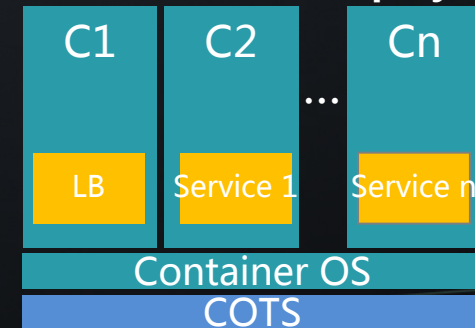 C1 C2 Cn
...
LB Service 1 Service n
Container OS
COTS